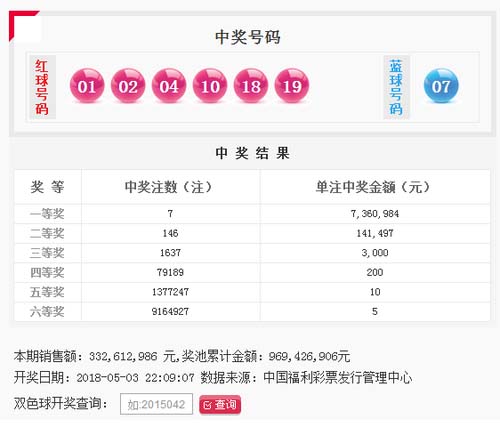 中奖号码
红球号码 01 02 04 10 18 19 蓝球号码 07
中 奖 结 果
奖 等 中奖注数（注） 单注中奖金额（元）
一等奖 7 7,360,984
二等奖 146 141,497
三等奖 1637 3,000
四等奖 79189 200
五等奖 1377247 10
六等奖 9164927 5
本期销售额：332,612,986 元,奖池累计金额：969,426,906元
开奖日期：2018-05-03 22:09:07 数据来源：中国福利彩票发行管理中心
双色球开奖查询： 如:2015042 查询